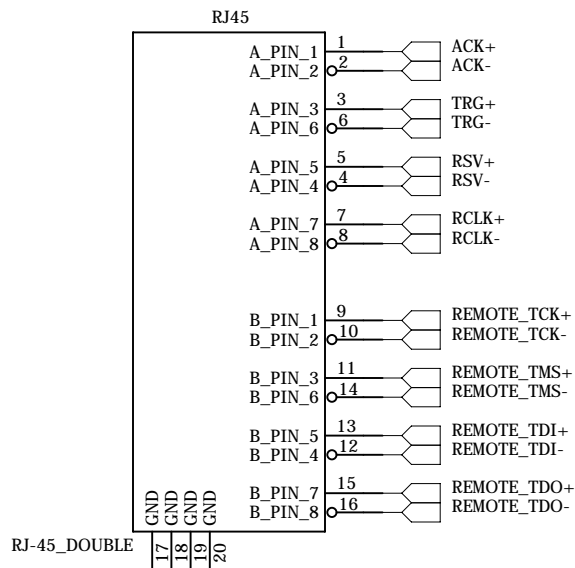 RJ45
A_PIN_1 1 ACK+
A_PIN_2 2 ACK-
A_PIN_3 3 TRG+
A_PIN_6 6 TRG-
A_PIN_5 5 RSV+
A_PIN_4 4 RSV-
A_PIN_7 7 RCLK+
A_PIN_8 8 RCLK-
B_PIN_1 9 REMOTE_TCK+
B_PIN_2 10 REMOTE_TCK-
B_PIN_3 11 REMOTE_TMS+
B_PIN_6 14 REMOTE_TMS-
B_PIN_5 13 REMOTE_TDI+
B_PIN_4 12 REMOTE_TDI-
B_PIN_7 15 REMOTE_TDO+
B_PIN_8 16 REMOTE_TDO-
GND GND GND GND
RJ-45_DOUBLE
17 18 19 20